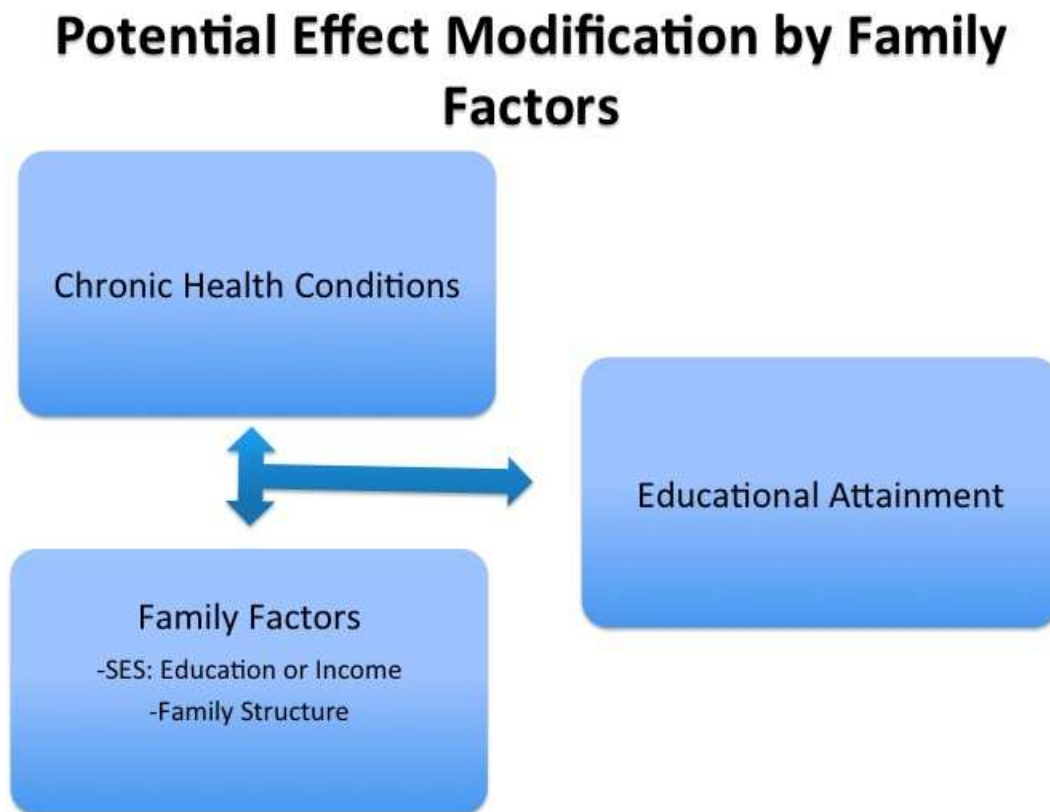 Potential Effect Modification by Family
Factors
Chronic Health Conditions
Educational Attainment
Family Factors
-SES: Education or Income
-Family Structure